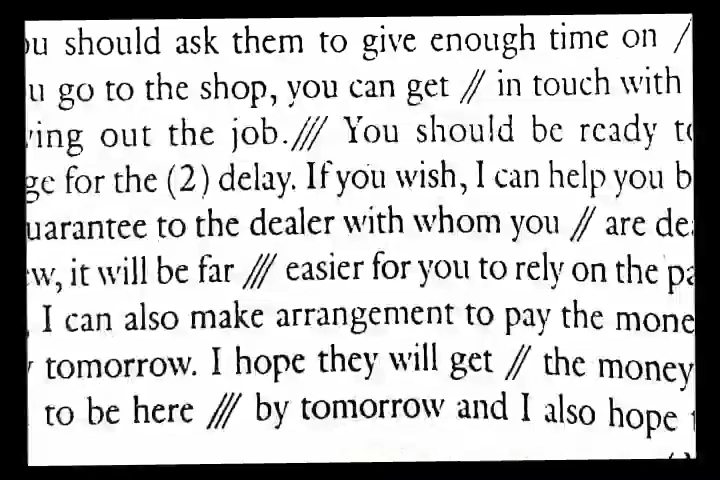 should ask them to give enough time on /
go to the shop, you can get // in touch with
out the job./// You should be ready
for the (2) delay. If you wish, I can help you
to the dealer with whom you // are
it will be far /// easier for you to rely on the
I can also make arrangement to pay the
tomorrow. I hope they will get // the money
to be here /// by tomorrow and I also hope